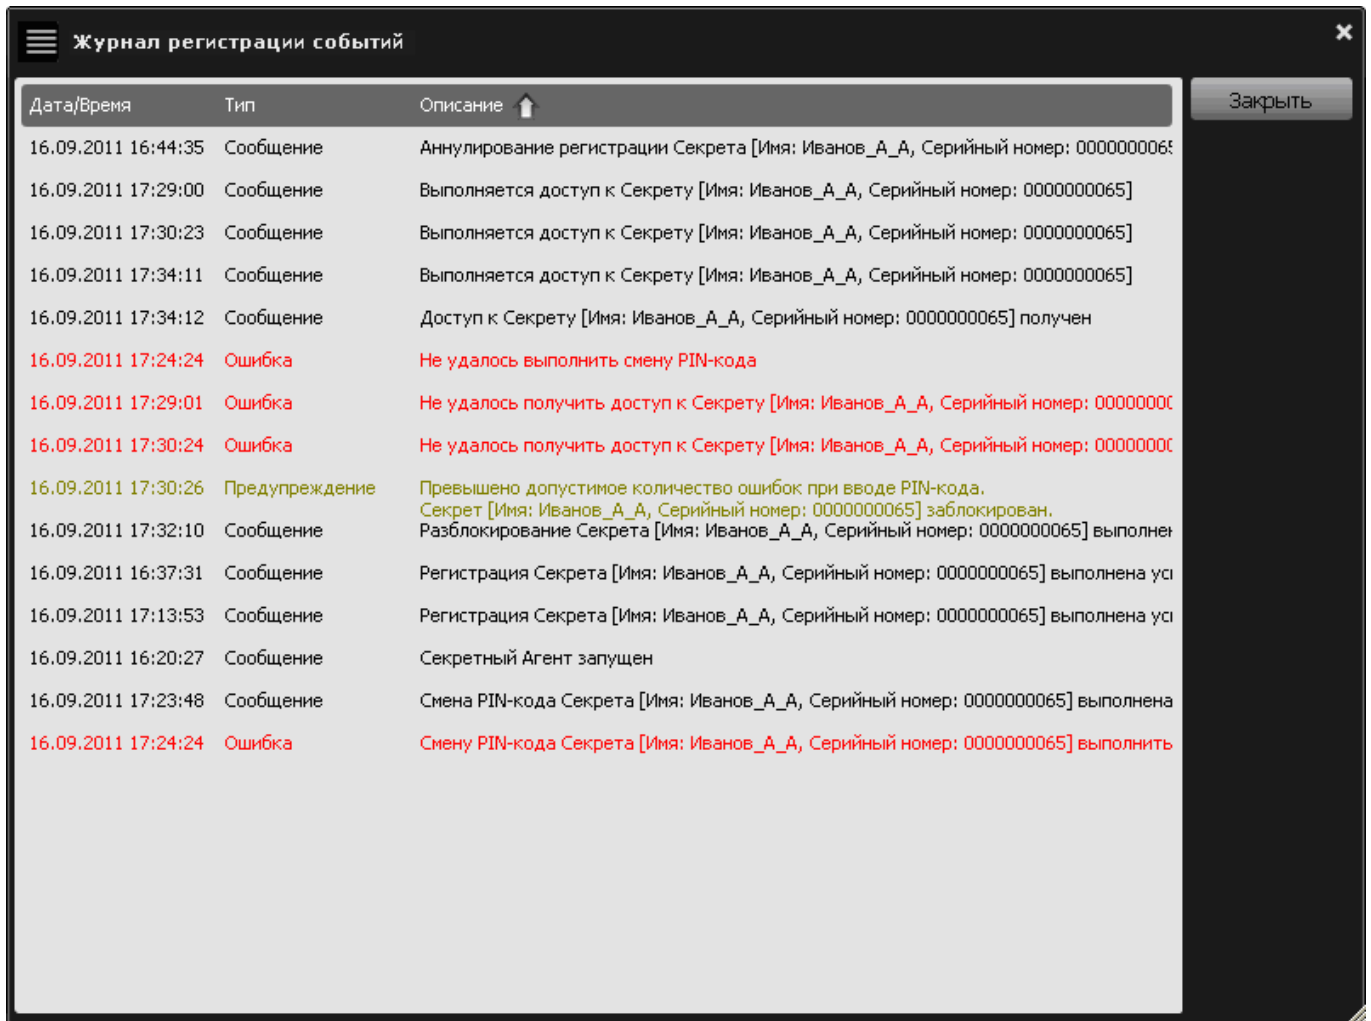 Журнал регистрации событий
Дата/Время Тип Описание
Закрыть
16.09.2011 16:44:35 Сообщение Аннулирование регистрации Секрета [Имя: Иванов_А_А, Серийный номер: 0000000065
16.09.2011 17:29:00 Сообщение Выполняется доступ к Секрету [Имя: Иванов_А_А, Серийный номер: 0000000065]
16.09.2011 17:30:23 Сообщение Выполняется доступ к Секрету [Имя: Иванов_А_А, Серийный номер: 0000000065]
16.09.2011 17:34:11 Сообщение Выполняется доступ к Секрету [Имя: Иванов_А_А, Серийный номер: 0000000065]
16.09.2011 17:34:12 Сообщение Доступ к Секрету [Имя: Иванов_А_А, Серийный номер: 0000000065] получен
16.09.2011 17:24:24 Ошибка Не удалось выполнить смену PIN-кода
16.09.2011 17:29:01 Ошибка Не удалось получить доступ к Секрету [Имя: Иванов_А_А, Серийный номер: 00000000
16.09.2011 17:30:24 Ошибка Не удалось получить доступ к Секрету [Имя: Иванов_А_А, Серийный номер: 00000000
16.09.2011 17:30:26 Предупреждение Превышено допустимое количество ошибок при вводе PIN-кода.
Секрет [Имя: Иванов_А_А, Серийный номер: 0000000065] заблокирован.
16.09.2011 17:32:10 Сообщение Разблокирование Секрета [Имя: Иванов_А_А, Серийный номер: 0000000065] выполнен
16.09.2011 16:37:31 Сообщение Регистрация Секрета [Имя: Иванов_А_А, Серийный номер: 0000000065] выполнена ус
16.09.2011 17:13:53 Сообщение Регистрация Секрета [Имя: Иванов_А_А, Серийный номер: 0000000065] выполнена ус
16.09.2011 16:20:27 Сообщение Секретный Агент запущен
16.09.2011 17:23:48 Сообщение Смена PIN-кода Секрета [Имя: Иванов_А_А, Серийный номер: 0000000065] выполнена
16.09.2011 17:24:24 Ошибка Смену PIN-кода Секрета [Имя: Иванов_А_А, Серийный номер: 0000000065] выполнить